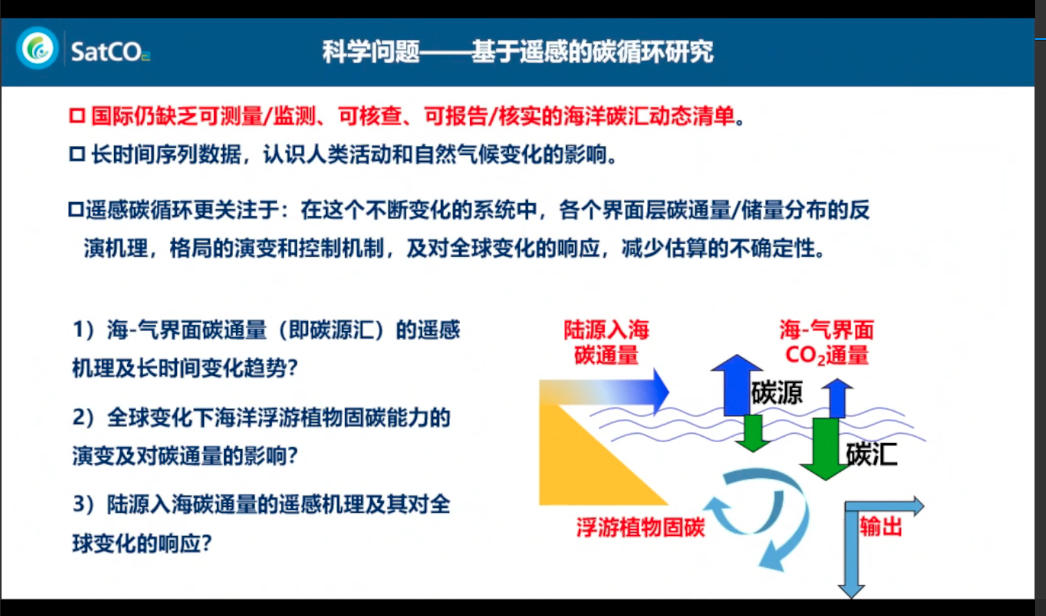 SatCO2
科学问题——基于遥感的碳循环研究
国际仍缺乏可测量/监测、可核查、可报告/核实的海洋碳汇动态清单。
长时间序列数据，认识人类活动和自然气候变化的影响。
遥感碳循环更关注于：在这个不断变化的系统中，各个界面层碳通量/储量分布的反
演机理，格局的演变和控制机制，及对全球变化的响应，减少估算的不确定性。
1）海-气界面碳通量（即碳源汇）的遥感
机理及长时间变化趋势？
2）全球变化下海洋浮游植物固碳能力的
演变及对碳通量的影响？
3）陆源入海碳通量的遥感机理及其对全
球变化的响应？
陆源入海
碳通量
海-气界面
CO₂通量
碳源
碳汇
浮游植物固碳
输出